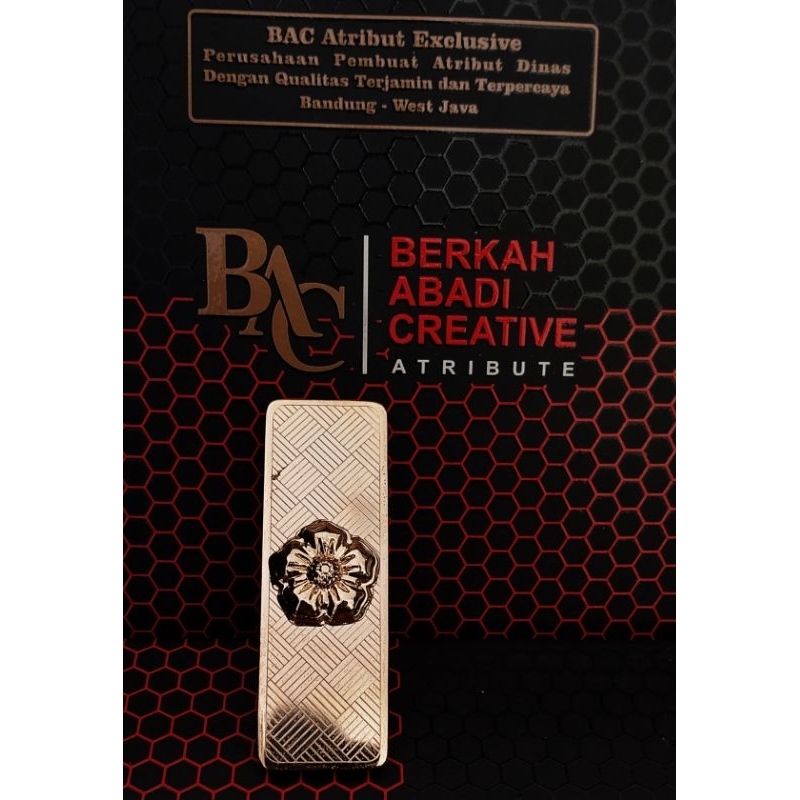 BAC Atribut Exclusive
Perusahaan Pembuat Atribut Dinas
Dengan Qualitas Terjamin dan Terpercaya
Bandung - West Java
BAC
BERKAH
ABADI
CREATIVE
ATRIBUTE